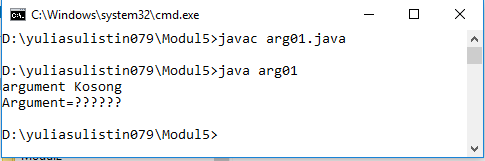 C:\Windows\system32\cmd.exe
D:\yuliasulistin079\Modul5>javac arg01.java
D:\yuliasulistin079\Modul5>java arg01
argument Kosong
Argument=??????
D:\yuliasulistin079\Modul5>